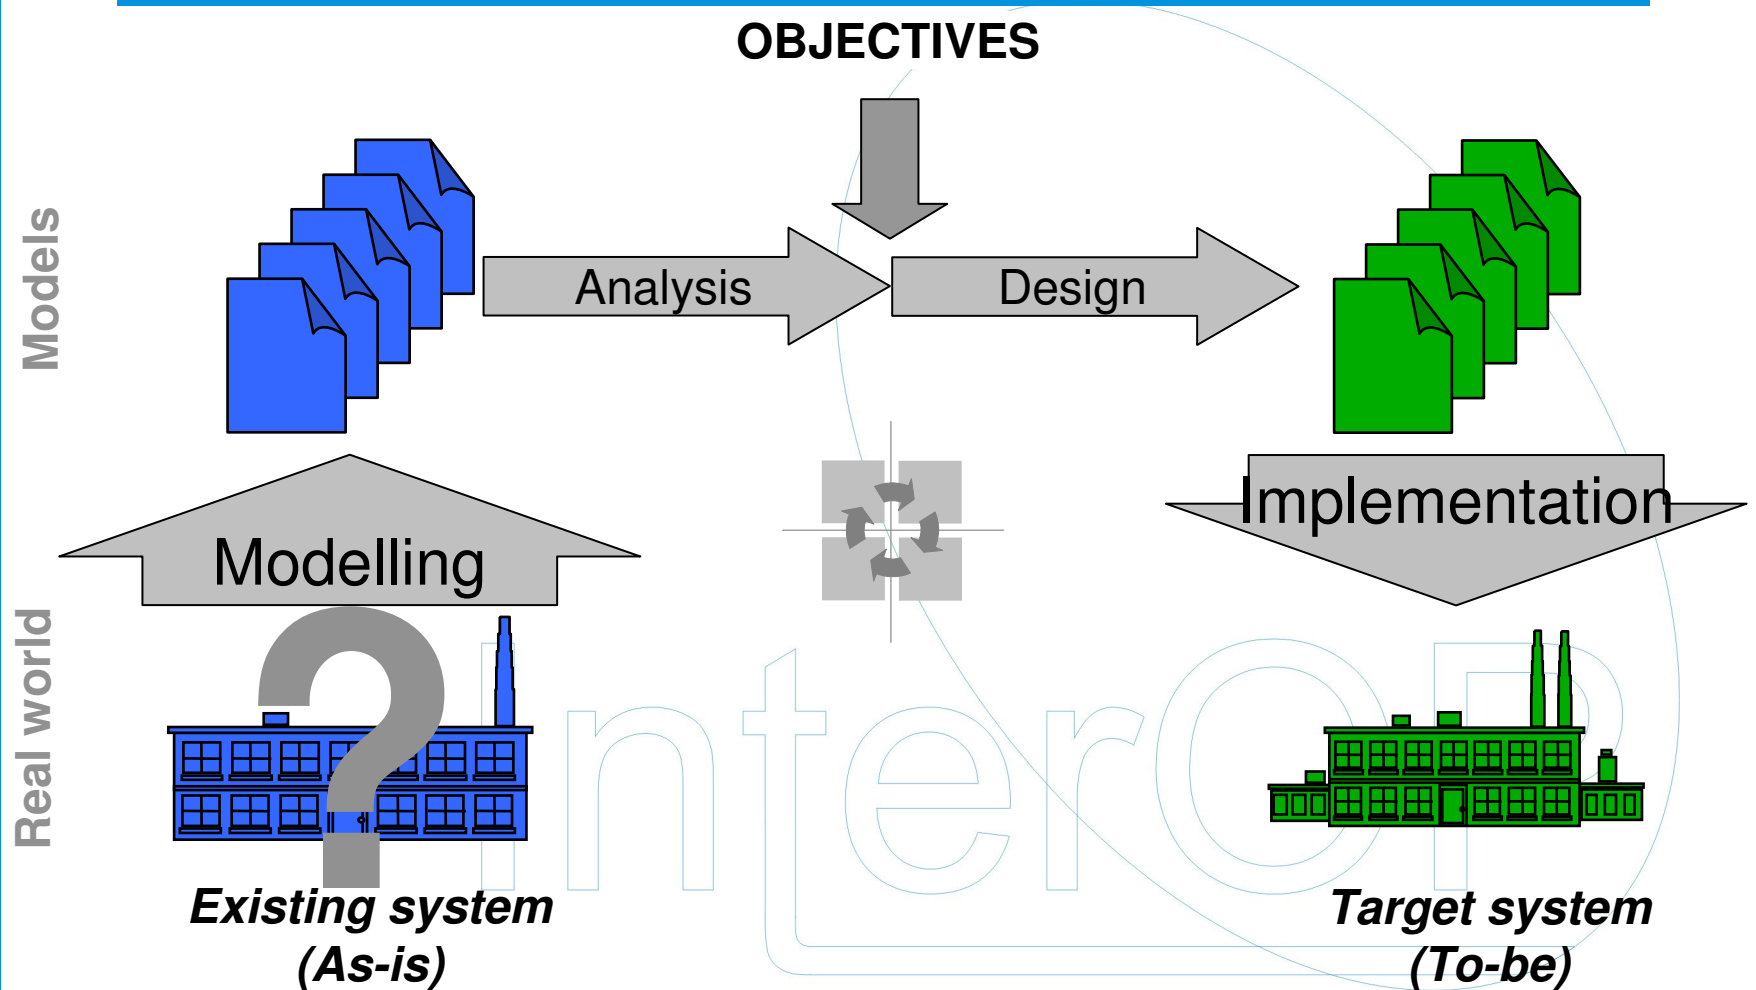 OBJECTIVES
Models
Analysis
Design
Modelling
Implementation
Real world
?
InterOP
Existing system
(As-is)
Target system
(To-be)